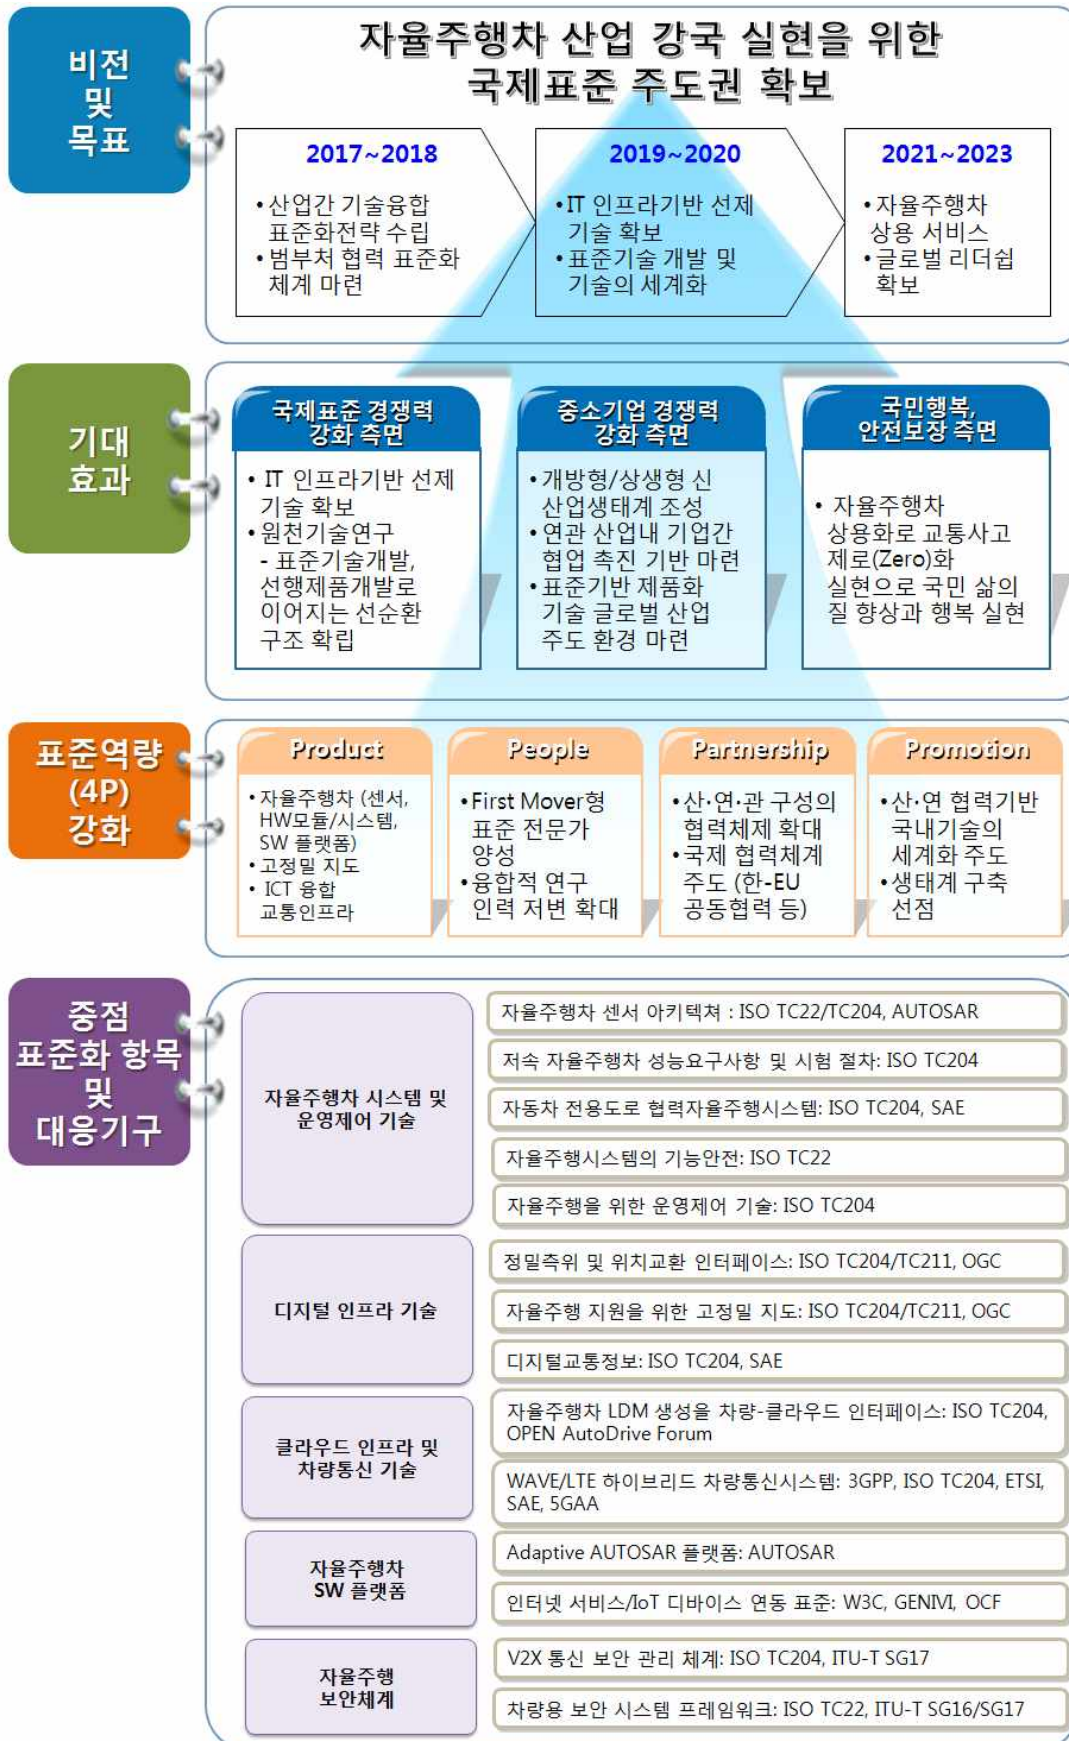 비전
및
목표
자율주행차 산업 강국 실현을 위한
국제표준 주도권 확보
2017~2018
• 산업간 기술융합
표준화전략 수립
• 범부처 협력 표준화
체계 마련
2019~2020
• IT 인프라기반 선제
기술 확보
• 표준기술 개발 및
기술의 세계화
2021~2023
• 자율주행차
상용 서비스
• 글로벌 리더쉽
확보
기대
효과
국제표준 경쟁력
강화 측면
• IT 인프라기반 선제
기술 확보
• 원천기술연구
- 표준기술개발,
선행제품개발로
이어지는 선순환
구조 확립
중소기업 경쟁력
강화 측면
• 개방형/상생형 신
산업생태계 조성
• 연관 산업내 기업간
협업 촉진 기반 마련
• 표준기반 제품화
기술 글로벌 산업
주도 환경 마련
국민행복,
안전보장 측면
• 자율주행차
상용화로 교통사고
제로(Zero)화
실현으로 국민 삶의
질 향상과 행복 실현
표준역량
(4P)
강화
Product
• 자율주행차 (센서,
HW모듈/시스템,
SW 플랫폼)
• 고정밀 지도
• ICT 융합
교통인프라
People
• First Mover형
표준 전문가
양성
• 융합적 연구
인력 저변 확대
Partnership
• 산·연·관 구성의
협력체제 확대
• 국제 협력체계
주도 (한-EU
공동협력 등)
Promotion
• 산·연 협력기반
국내기술의
세계화 주도
• 생태계 구축
선점
중점
표준화 항목
및
대응기구
자율주행차 시스템 및
운영제어 기술
자율주행차 센서 아키텍쳐 : ISO TC22/TC204, AUTOSAR
저속 자율주행차 성능요구사항 및 시험 절차: ISO TC204
자동차 전용도로 협력자율주행시스템: ISO TC204, SAE
자율주행시스템의 기능안전: ISO TC22
자율주행을 위한 운영제어 기술: ISO TC204
디지털 인프라 기술
정밀측위 및 위치교환 인터페이스: ISO TC204/TC211, OGC
자율주행 지원을 위한 고정밀 지도: ISO TC204/TC211, OGC
디지털교통정보: ISO TC204, SAE
클라우드 인프라 및
차량통신 기술
자율주행차 LDM 생성을 차량-클라우드 인터페이스: ISO TC204,
OPEN AutoDrive Forum
WAVE/LTE 하이브리드 차량통신시스템: 3GPP, ISO TC204, ETSI,
SAE, 5GAA
자율주행차
SW 플랫폼
Adaptive AUTOSAR 플랫폼: AUTOSAR
인터넷 서비스/IoT 디바이스 연동 표준: W3C, GENIVI, OCF
자율주행
보안체계
V2X 통신 보안 관리 체계: ISO TC204, ITU-T SG17
차량용 보안 시스템 프레임워크: ISO TC22, ITU-T SG16/SG17